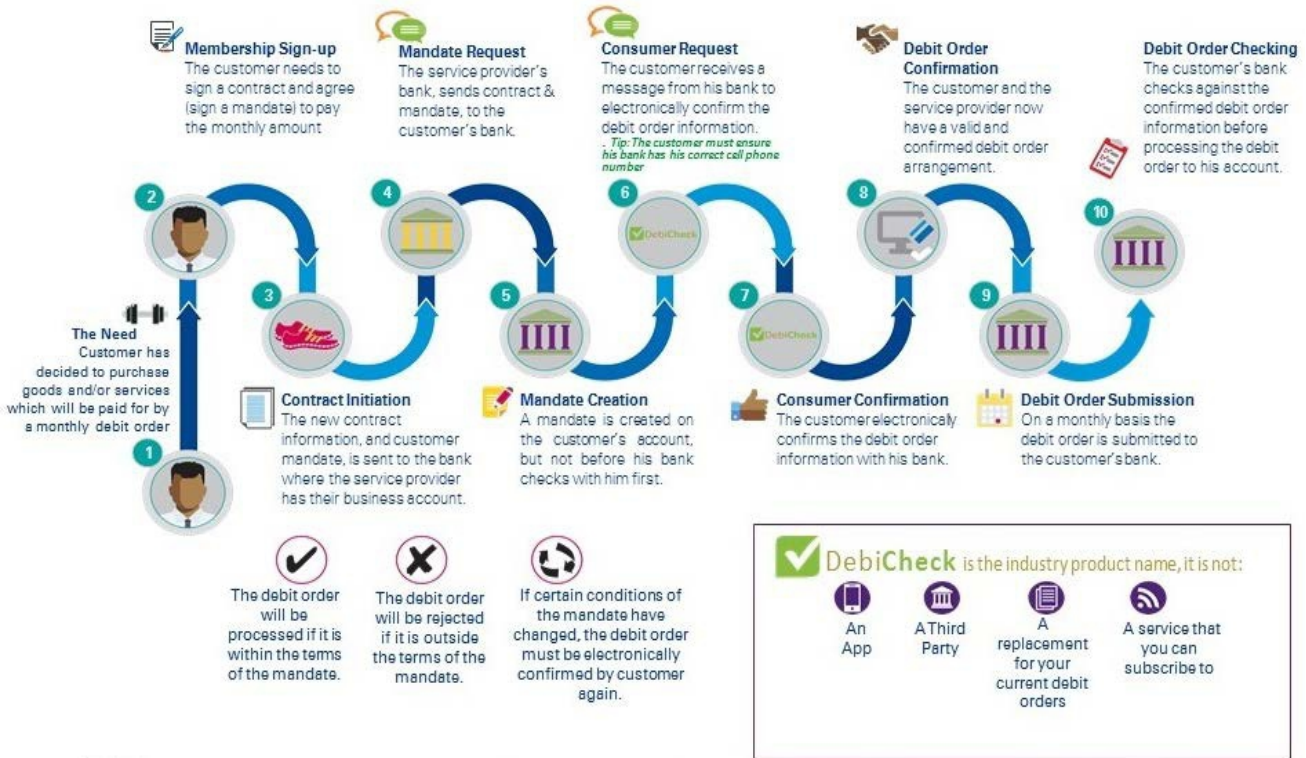 Membership Sign-up
The customer needs to
sign a contract and agree
(sign a mandate) to pay
the monthly amount
Mandate Request
The service provider's
bank, sends contract &
mandate, to the
customer's bank.
Consumer Request
The customer receives a
message from his bank to
electronically confirm the
debit order information.
. Tip: The customer must ensure
his bank has his correct cell phone
number
Debit Order
Confirmation
The customer and the
service provider now
have a valid and
confirmed debit order
arrangement.
Debit Order Checking
The customer's bank
checks against the
confirmed debit order
information before
processing the debit
order to his account.
2
4
6
DebiCheck
8
10
3
5
7
DebiCheck
9
The Need
Customer has
decided to purchase
goods and/or services
which will be paid for by
a monthly debit order
1
Contract Initiation
The new contract
information, and customer
mandate, is sent to the bank
where the service provider
has their business account.
Mandate Creation
A mandate is created on
the customer's account,
but not before his bank
checks with him first.
Consumer Confirmation
The customer electronically
confirms the debit order
information with his bank.
Debit Order Submission
On a monthly basis the
debit order is submitted to
the customer's bank.
The debit order
will be
processed if it is
within the terms
of the mandate.
The debit order
will be rejected
if it is outside
the terms of the
mandate.
If certain conditions of
the mandate have
changed, the debit order
must be electronically
confirmed by customer
again.
DebiCheck is the industry product name, it is not:
An
App
A Third
Party
A
replacement
for your
current debit
orders
A service that
you can
subscribe to